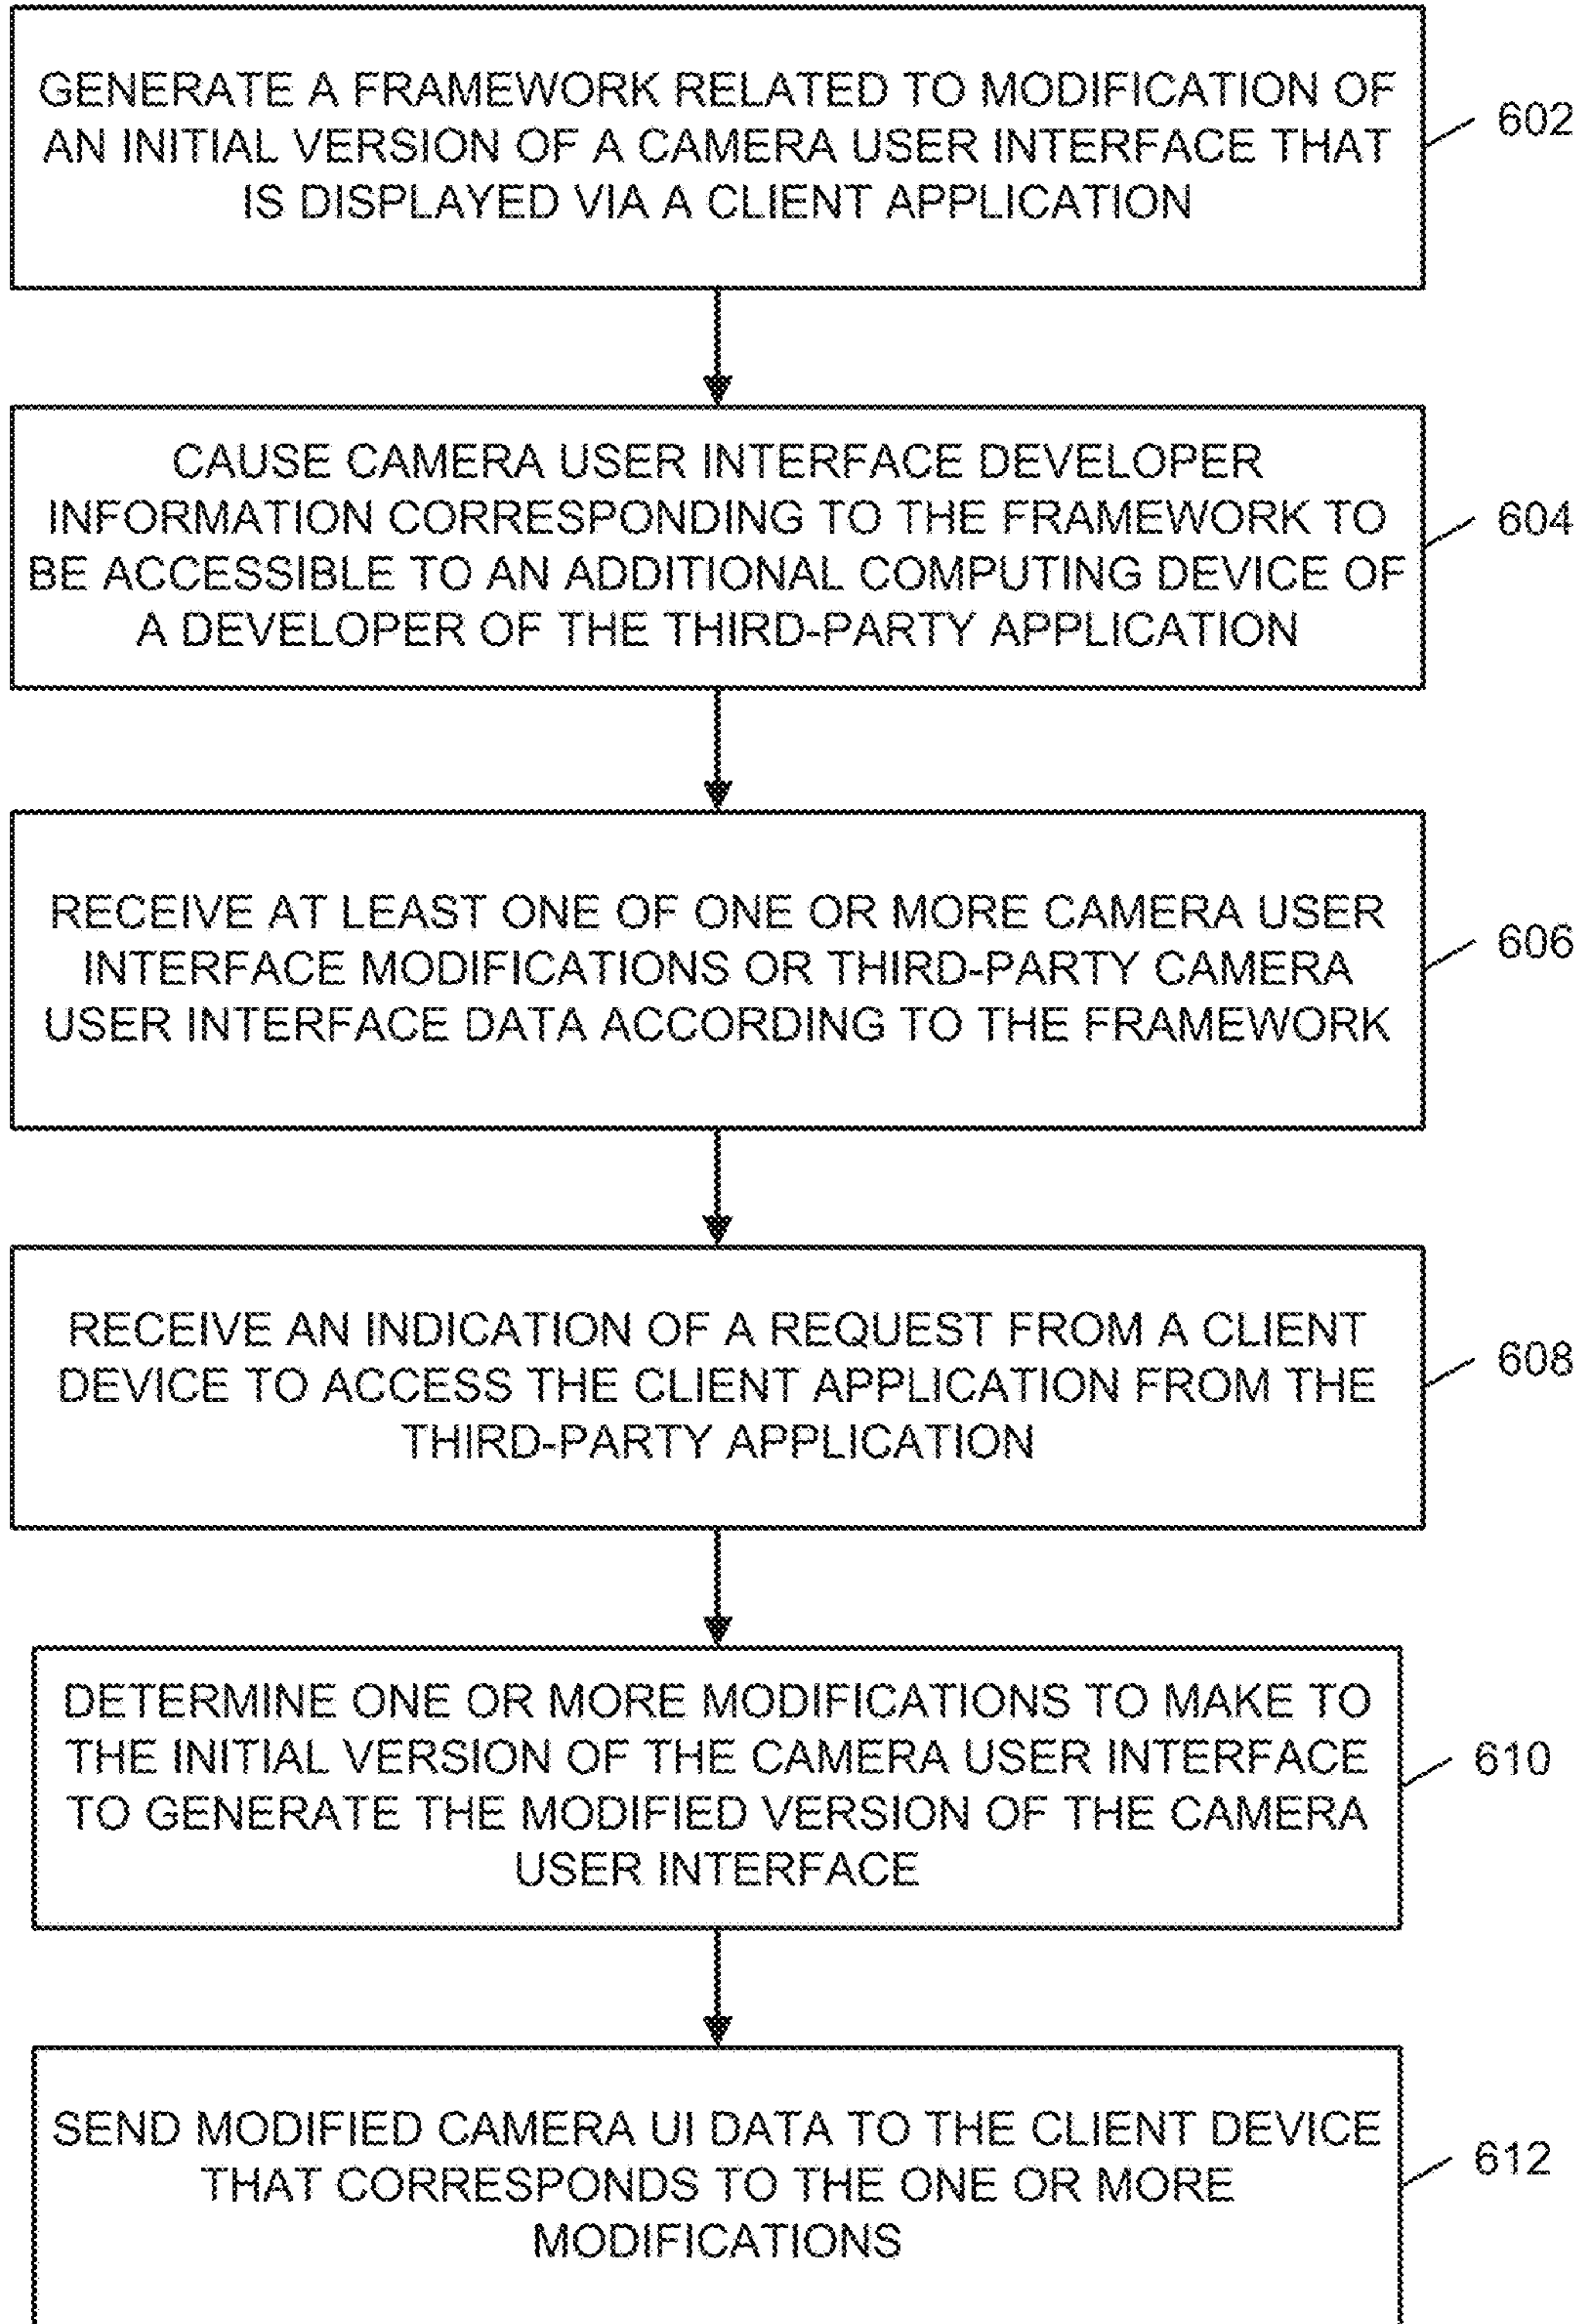 GENERATE A FRAMEWORK RELATED TO MODIFICATION OF
AN INITIAL VERSION OF A CAMERA USER INTERFACE THAT
IS DISPLAYED VIA A CLIENT APPLICATION
602
CAUSE CAMERA USER INTERFACE DEVELOPER
INFORMATION CORRESPONDING TO THE FRAMEWORK TO
BE ACCESSIBLE TO AN ADDITIONAL COMPUTING DEVICE OF
A DEVELOPER OF THE THIRD-PARTY APPLICATION
604
RECEIVE AT LEAST ONE OF ONE OR MORE CAMERA USER
INTERFACE MODIFICATIONS OR THIRD-PARTY CAMERA
USER INTERFACE DATA ACCORDING TO THE FRAMEWORK
606
RECEIVE AN INDICATION OF A REQUEST FROM A CLIENT
DEVICE TO ACCESS THE CLIENT APPLICATION FROM THE
THIRD-PARTY APPLICATION
608
DETERMINE ONE OR MORE MODIFICATIONS TO MAKE TO
THE INITIAL VERSION OF THE CAMERA USER INTERFACE
TO GENERATE THE MODIFIED VERSION OF THE CAMERA
USER INTERFACE
610
SEND MODIFIED CAMERA UI DATA TO THE CLIENT DEVICE
THAT CORRESPONDS TO THE ONE OR MORE
MODIFICATIONS
612